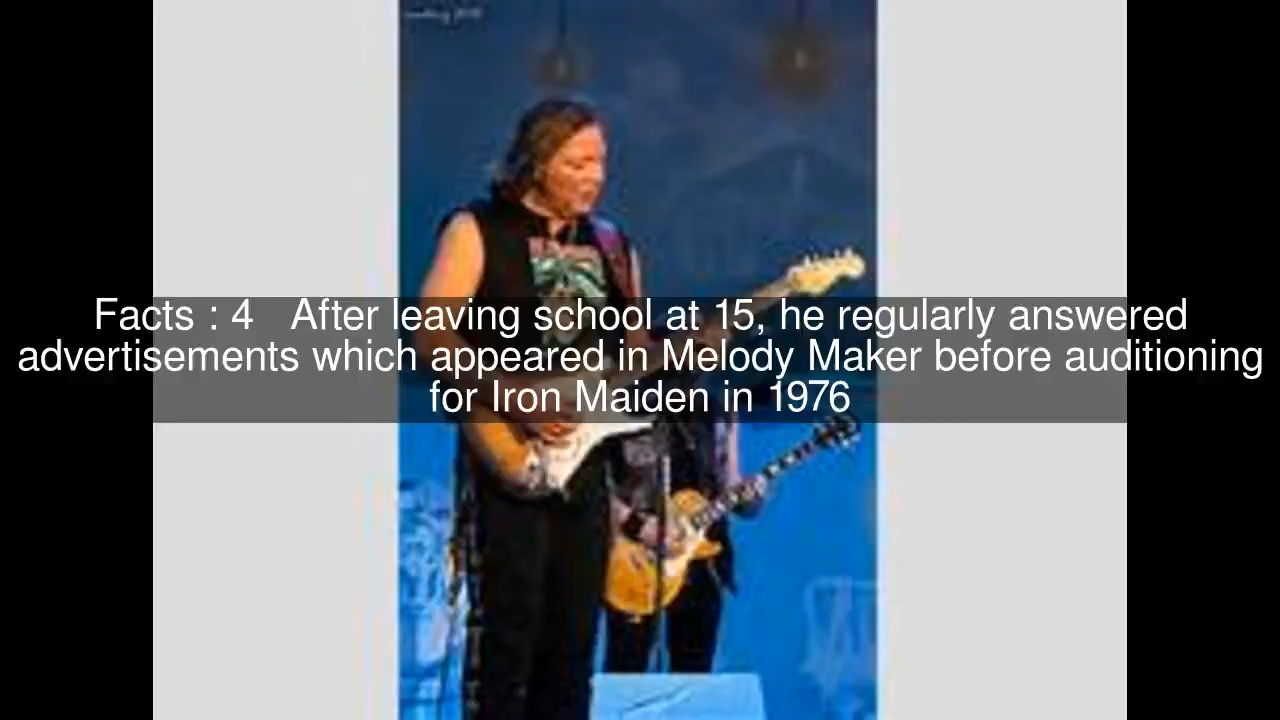 Facts : 4   After leaving school at 15, he regularly answered
advertisements which appeared in Melody Maker before auditioning
for Iron Maiden in 1976